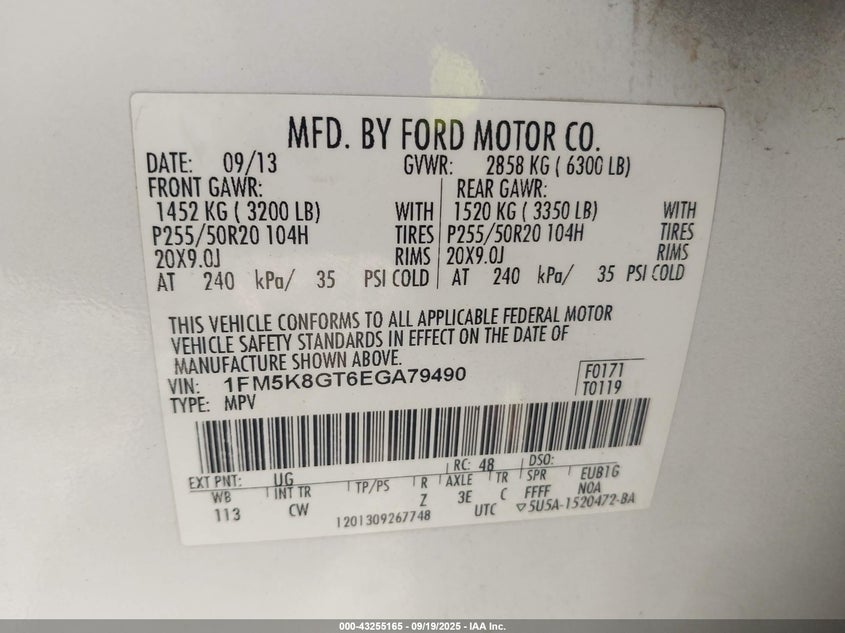 MFD. BY FORD MOTOR CO.
DATE: 09/13 GVWR: 2858 KG ( 6300 LB)
FRONT GAWR: REAR GAWR:
1452 KG ( 3200 LB) WITH 1520 KG ( 3350 LB) WITH
P255/50R20 104H TIRES P255/50R20 104H TIRES
20X9.0J RIMS 20X9.0J RIMS
AT 240 kPa/ 35 PSI COLD AT 240 kPa/ 35 PSI COLD
THIS VEHICLE CONFORMS TO ALL APPLICABLE FEDERAL MOTOR
VEHICLE SAFETY STANDARDS IN EFFECT ON THE DATE OF
MANUFACTURE SHOWN ABOVE.
VIN: 1FM5K8GT6EGA79490 F0171
TYPE: MPV T0119
EXT PNT: UG RC: 48 DSO:
WB INT TR TP/PS R AXLE TR SPR EUB1G
113 CW Z 3E C FFFF NOA
1201309267748 UTC ▽5U5A-1520472-BA
000-43255165 - 09/19/2025 - IAA Inc.